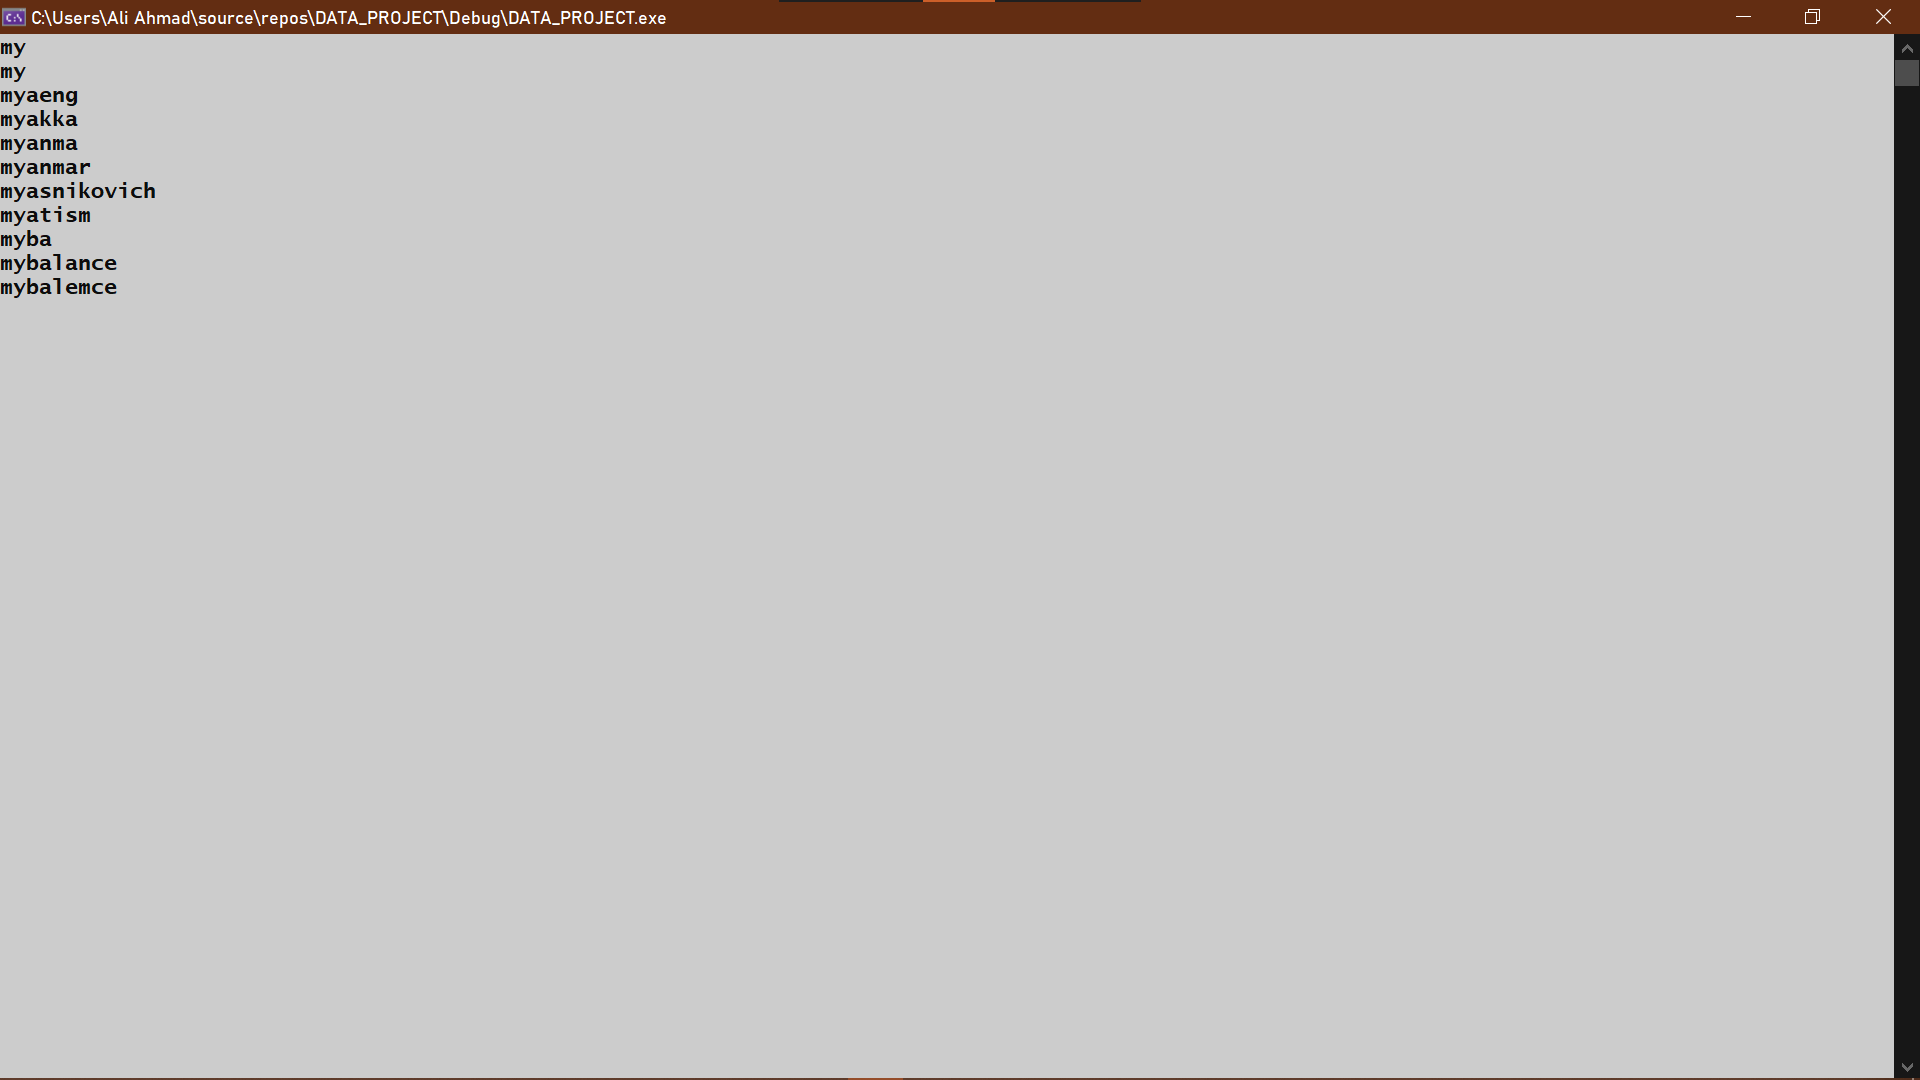 C:\Users\Ali Ahmad\source\repos\DATA_PROJECT\Debug\DATA_PROJECT.exe
my
my
myaeng
myakka
myanma
myanmar
myasnikovich
myatism
myba
mybalance
mybalemce